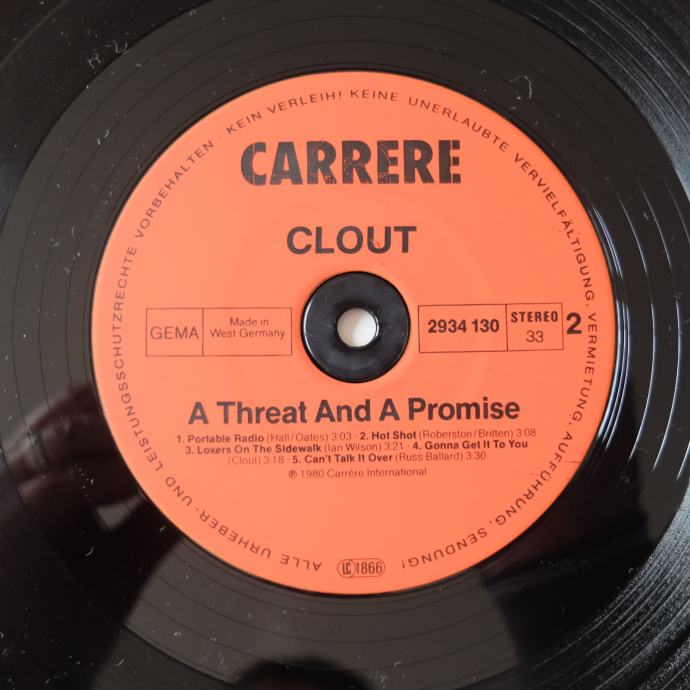 ALLE URHEBER- UND LEISTUNGSSCHUTZRECHTE VORBEHALTEN · KEIN VERLEIH! KEINE UNERLAUBTE VERVIELFÄLTIGUNG, VERMIETUNG, AUFFÜHRUNG, SENDUNG!
CARRERE
CLOUT
GEMA
Made in
West Germany
2934 130
STEREO
33
2
A Threat And A Promise
1. Portable Radio (Hall/Oates) 3:03 · 2. Hot Shot (Roberston/Britten) 3:08
3. Lovers On The Sidewalk (Ian Wilson) 3:21 · 4. Gonna Get It To You
(Clout) 3:18 · 5. Can't Talk It Over (Russ Ballard) 3:30
℗ 1980 Carrére International
LC 1866